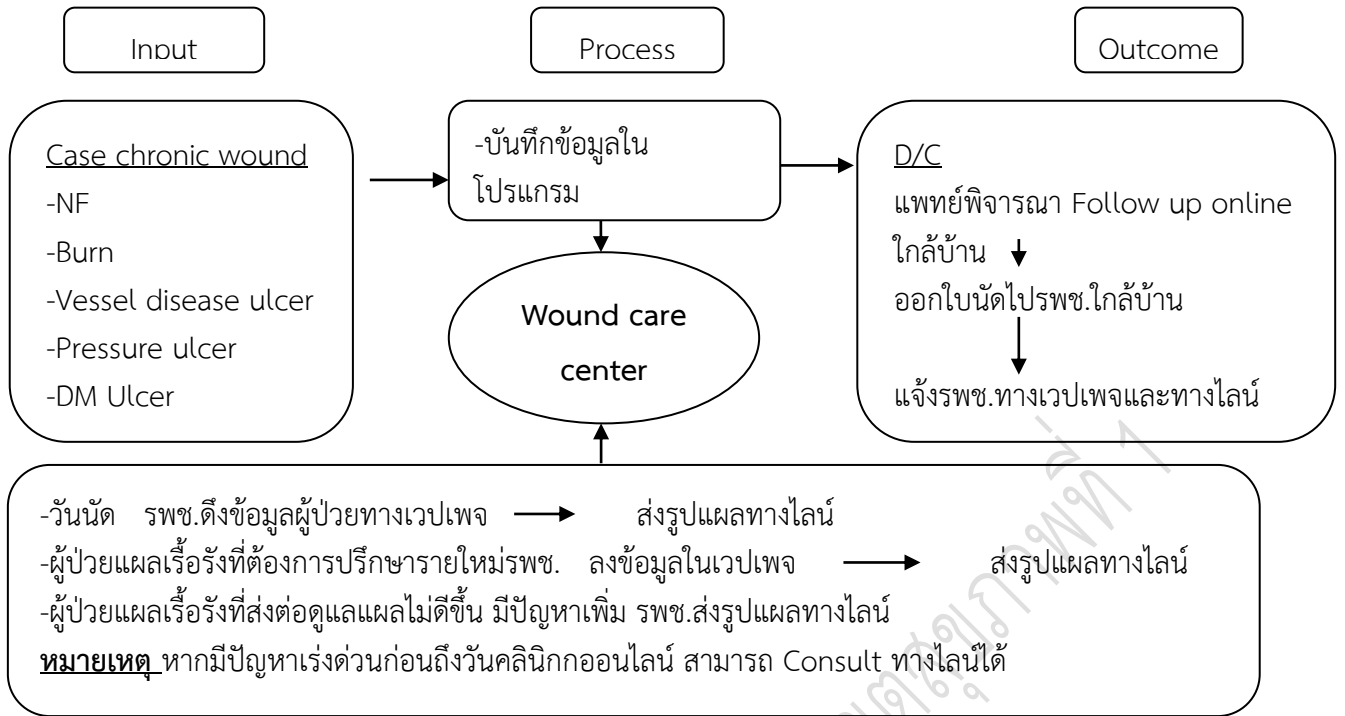 Input
Process
Outcome
Case chronic wound
-NF
-Burn
-Vessel disease ulcer
-Pressure ulcer
-DM Ulcer
-บันทึกข้อมูลใน
โปรแกรม
Wound care
center
D/C
แพทย์พิจารณา Follow up online
ใกล้บ้าน
ออกใบนัดไปรพช.ใกล้บ้าน
แจ้งรพช.ทางเวปเพจและทางไลน์
-วันนัด รพช.ดึงข้อมูลผู้ป่วยทางเวปเพจ ส่งรูปแผลทางไลน์
-ผู้ป่วยแผลเรื้อรังที่ต้องการปรึกษารายใหม่รพช. ลงข้อมูลในเวปเพจ ส่งรูปแผลทางไลน์
-ผู้ป่วยแผลเรื้อรังที่ส่งต่อดูแลแผลไม่ดีขึ้น มีปัญหาเพิ่ม รพช.ส่งรูปแผลทางไลน์
หมายเหตุ หากมีปัญหาเร่งด่วนก่อนถึงวันคลินิกกออนไลน์ สามารถ Consult ทางไลน์ได้
ตสุขภาพที่ 1